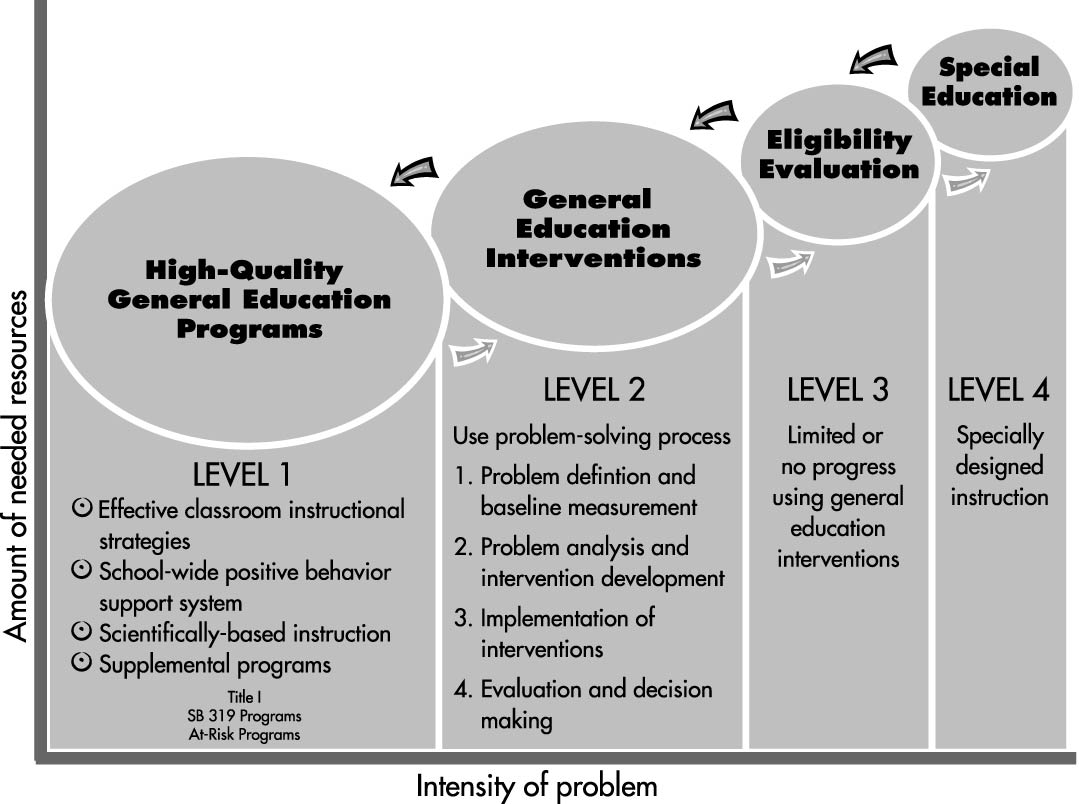 Amount of needed resources
High-Quality
General Education
Programs
LEVEL 1
Effective classroom instructional
strategies
School-wide positive behavior
support system
Scientifically-based instruction
Supplemental programs
Title I
SB 319 Programs
At-Risk Programs
General
Education
Interventions
LEVEL 2
Use problem-solving process
1. Problem defintion and
baseline measurement
2. Problem analysis and
intervention development
3. Implementation of
interventions
4. Evaluation and decision
making
Eligibility
Evaluation
LEVEL 3
Limited or
no progress
using general
education
interventions
Special
Education
LEVEL 4
Specially
designed
instruction
Intensity of problem